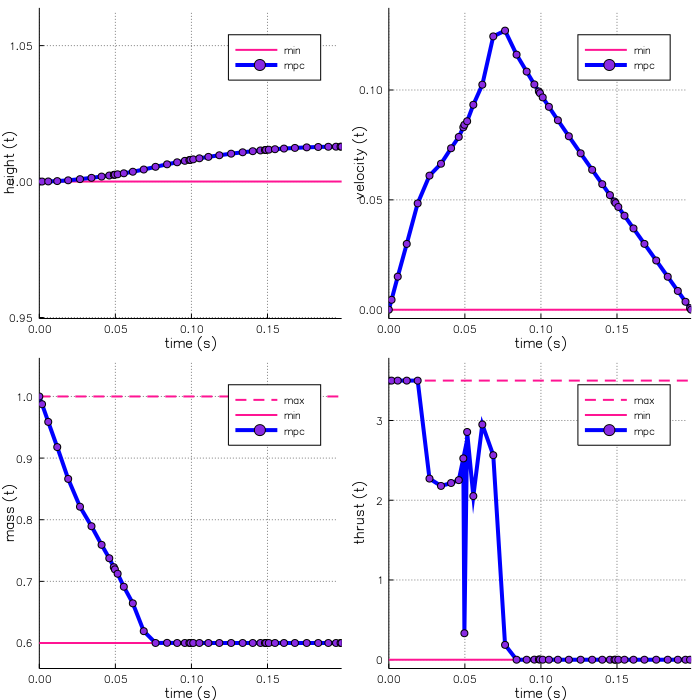 1.05
1.00
0.95
height (t)
min
mpc
0.00
0.05
0.10
0.15
time (s)
0.10
0.05
0.00
velocity (t)
min
mpc
0.00
0.05
0.10
0.15
time (s)
1.0
0.9
0.8
0.7
0.6
mass (t)
max
min
mpc
0.00
0.05
0.10
0.15
time (s)
3
2
1
0
thrust (t)
max
min
mpc
0.00
0.05
0.10
0.15
time (s)